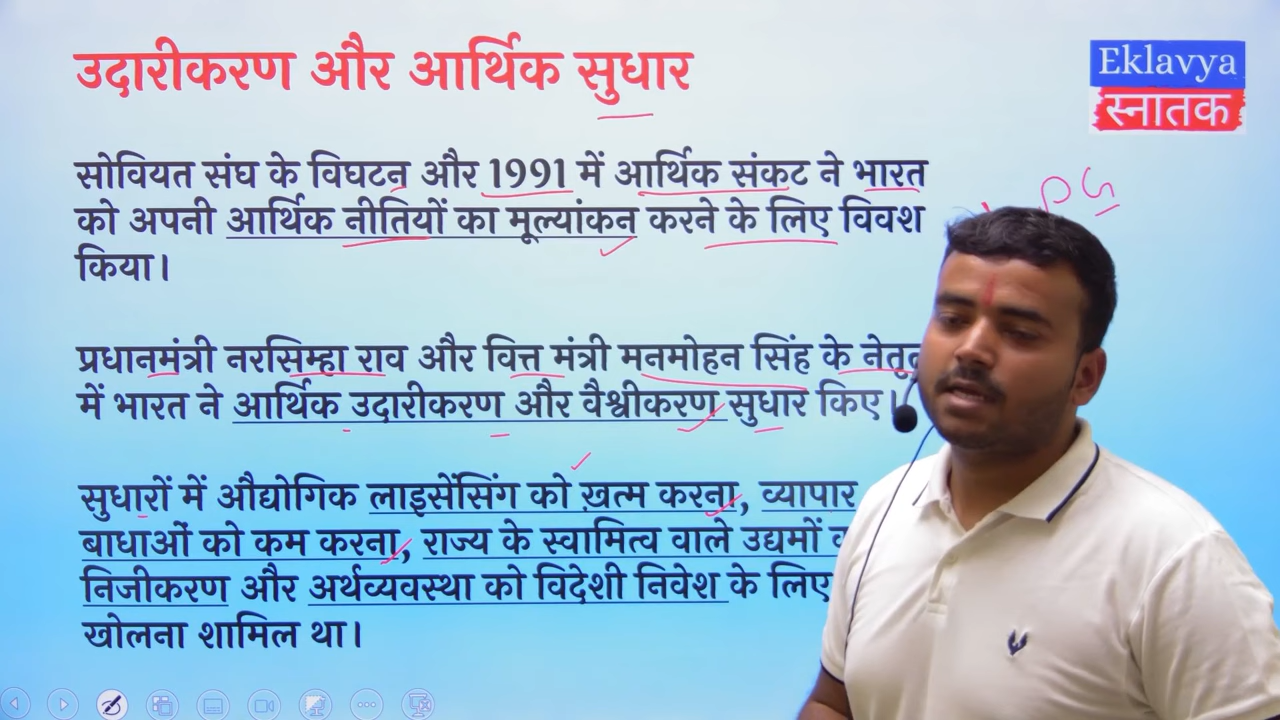 उदारीकरण और आर्थिक सुधार
Eklavya
स्नातक
सोवियत संघ के विघटन और 1991 में आर्थिक संकट ने भारत
को अपनी आर्थिक नीतियों का मूल्यांकन करने के लिए विवश
किया।
PG
प्रधानमंत्री नरसिम्हा राव और वित्त मंत्री मनमोहन सिंह के
में भारत ने आर्थिक उदारीकरण और वैश्वीकरण सुधार किए।
सुधारों में औद्योगिक लाइसेंसिंग को ख़त्म करना, व्यापार
बाधाओं को कम करना, राज्य के स्वामित्व वाले उद्यमों
निजीकरण और अर्थव्यवस्था को विदेशी निवेश के लिए
खोलना शामिल था।